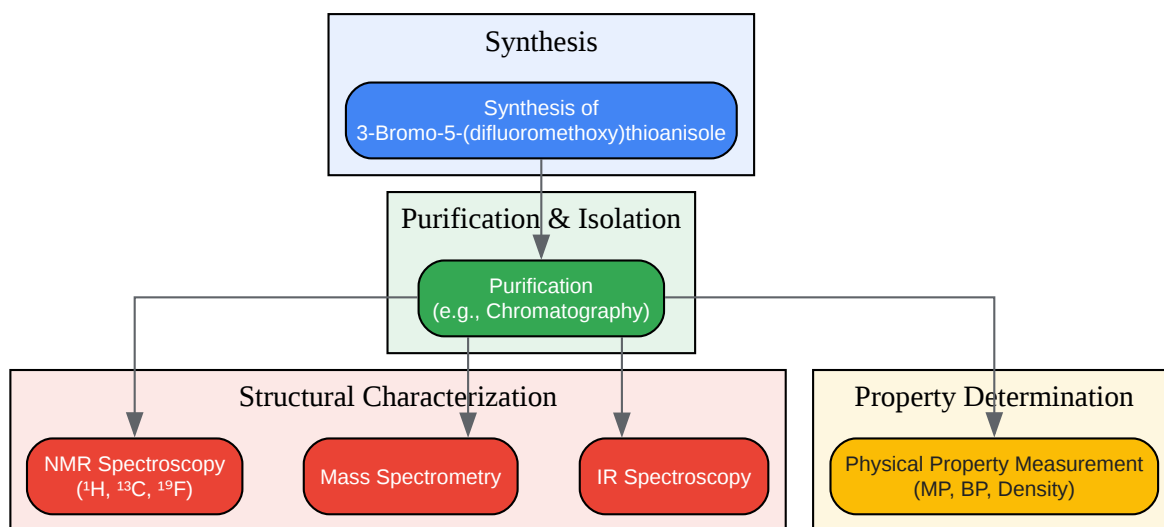 Synthesis
Synthesis of
3-Bromo-5-(difluoromethoxy)thioanisole
Purification & Isolation
Purification
(e.g., Chromatography)
Structural Characterization
NMR Spectroscopy
(¹H, ¹³C, ¹⁹F)
Mass Spectrometry
IR Spectroscopy
Property Determination
Physical Property Measurement
(MP, BP, Density)